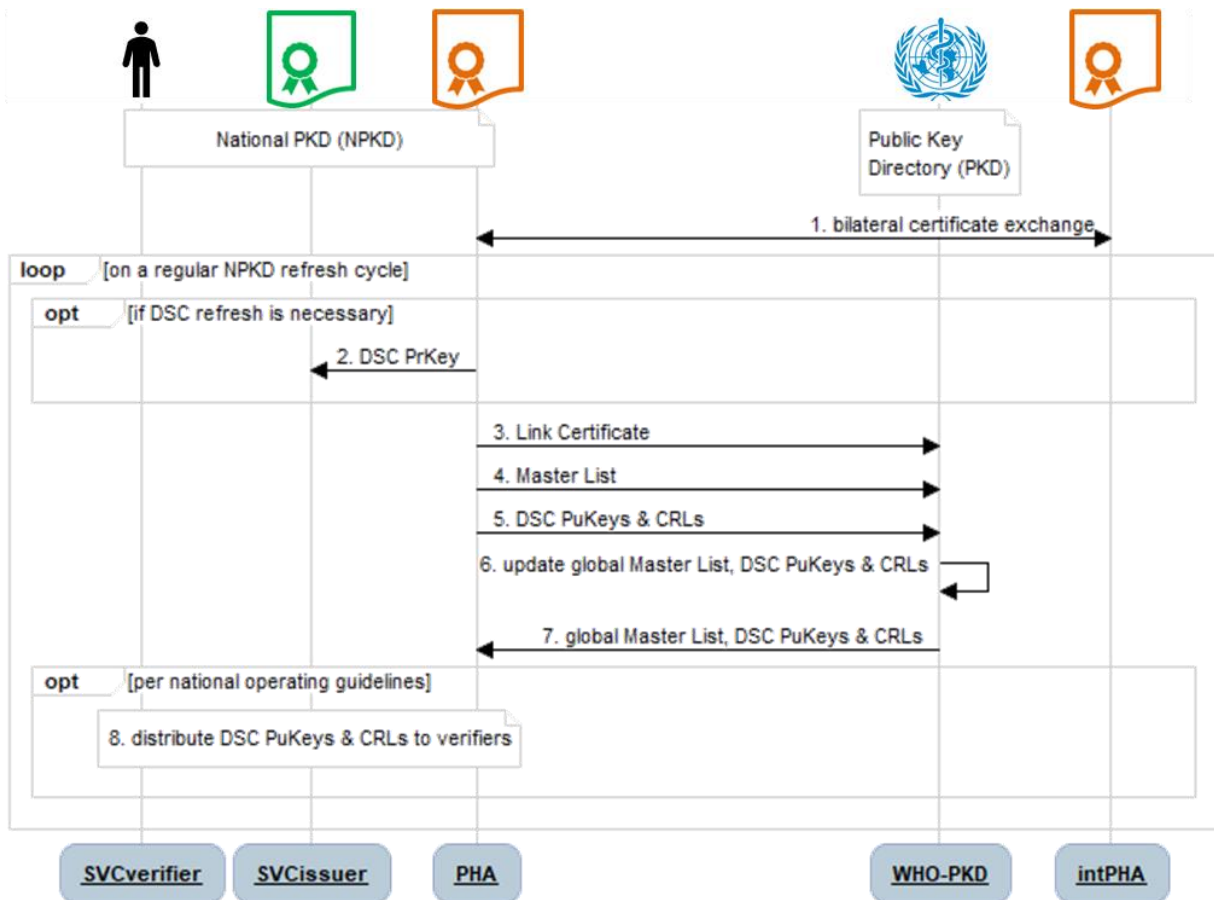 National PKD (NPKD)
Public Key
Directory (PKD)
1. bilateral certificate exchange
loop [on a regular NPKD refresh cycle]
opt [if DSC refresh is necessary]
2. DSC PrKey
3. Link Certificate
4. Master List
5. DSC PuKeys & CRLs
6. update global Master List, DSC PuKeys & CRLs
7. global Master List, DSC PuKeys & CRLs
opt [per national operating guidelines]
8. distribute DSC PuKeys & CRLs to verifiers
SVCverifier SVCissuer PHA WHO-PKD intPHA